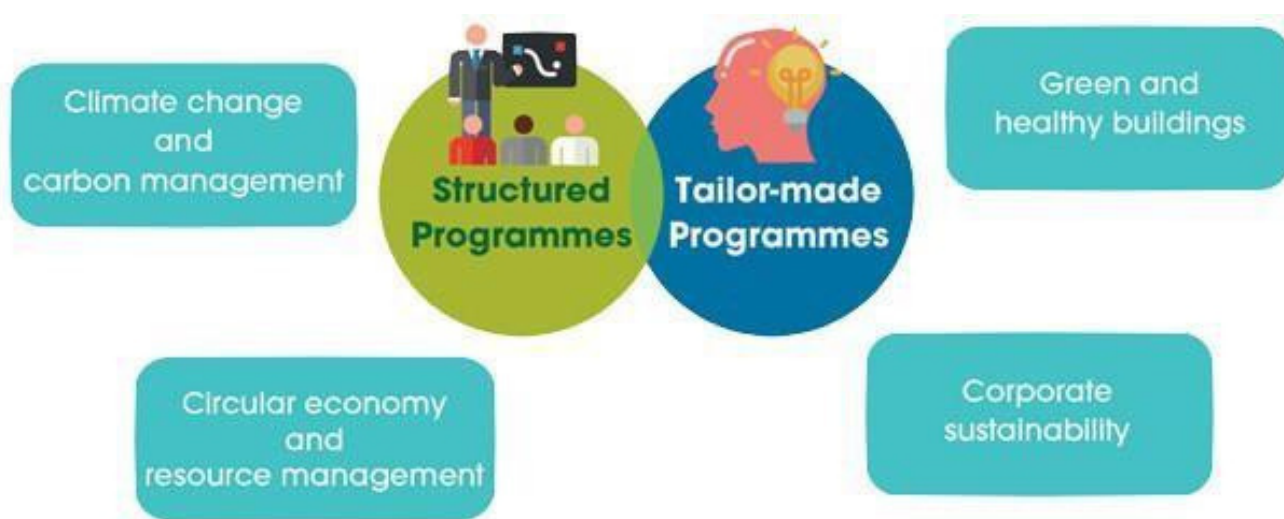 Climate change
and
carbon management
Structured
Programmes
Tailor-made
Programmes
Green and
healthy buildings
Circular economy
and
resource management
Corporate
sustainability